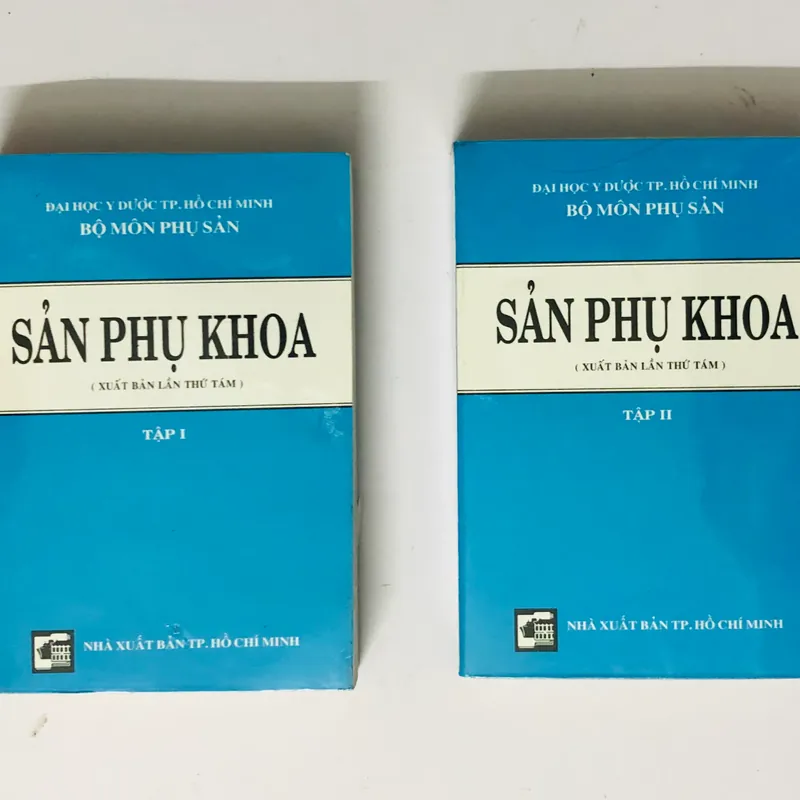 ĐẠI HỌC Y DƯỢC TP. HỒ CHÍ MINH
BỘ MÔN PHỤ SẢN
SẢN PHỤ KHOA
( XUẤT BẢN LẦN THỨ TÁM )
TẬP I
NHÀ XUẤT BẢN TP. HỒ CHÍ MINH
ĐẠI HỌC Y DƯỢC TP. HỒ CHÍ MINH
BỘ MÔN PHỤ SẢN
SẢN PHỤ KHOA
( XUẤT BẢN LẦN THỨ TÁM )
TẬP II
NHÀ XUẤT BẢN TP. HỒ CHÍ MINH